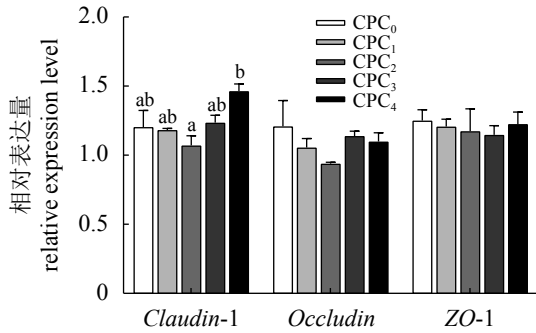 相对表达量
relative expression level
2.0
1.5
1.0
0.5
0
CPC₀
CPC₁
CPC₂
CPC₃
CPC₄
ab
ab
a
ab
b
Claudin-1
Occludin
ZO-1